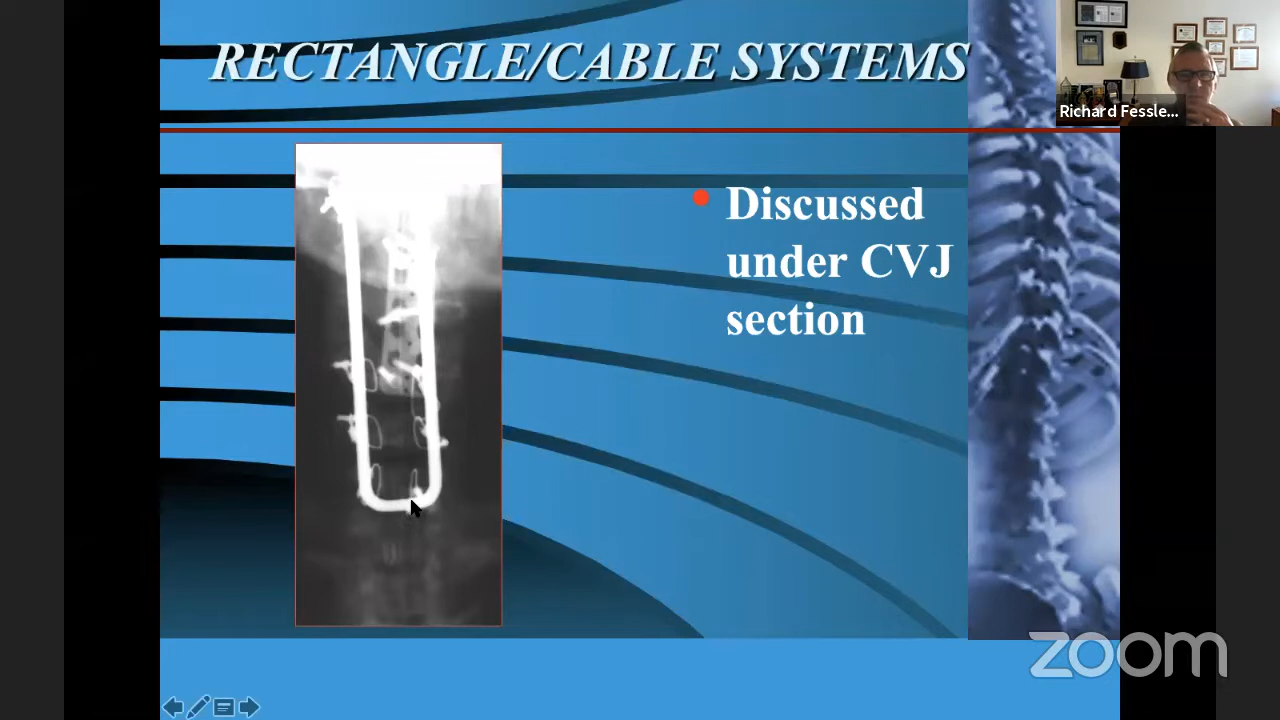 RECTANGLE/CABLE SYSTEMS
Richard Fessle...
Discussed
under CVJ
section
zoom